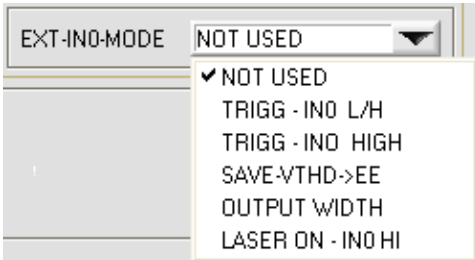 EXT-IN0-MODE NOT USED
NOT USED
TRIGG - IN0 L/H
TRIGG - IN0 HIGH
SAVE-VTHD->EE
OUTPUT WIDTH
LASER ON - IN0 HI